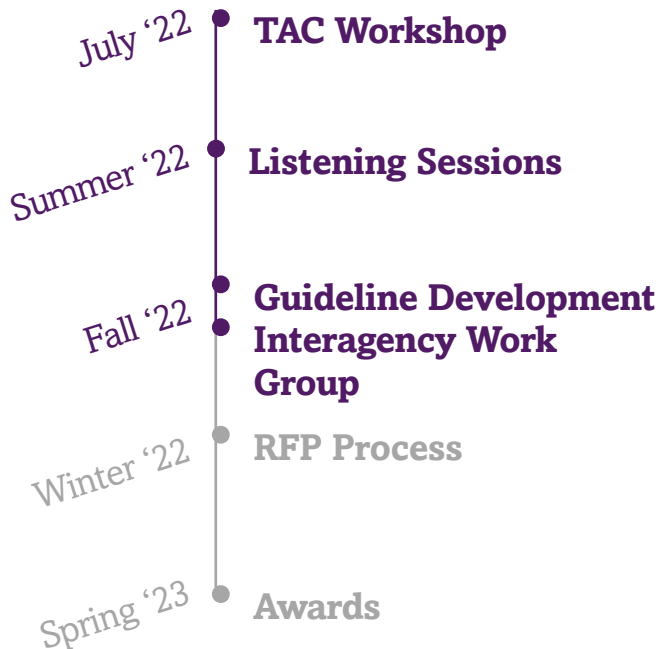 July ‘22
TAC Workshop
Summer ‘22
Listening Sessions
Fall ‘22
Guideline Development
Interagency Work
Group
Winter ‘22
RFP Process
Spring ‘23
Awards